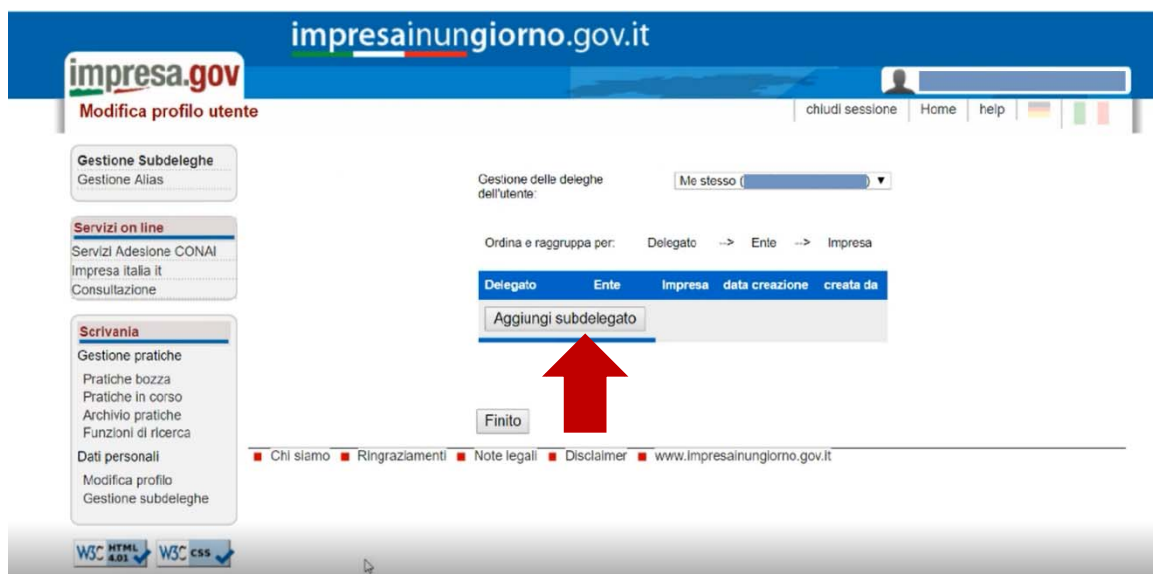 impresainungiorno.gov.it
impresa.gov
Modifica profilo utente
chiudi sessione Home help
Gestione Subdeleghe
Gestione Alias
Servizi on line
Servizi Adesione CONAI
Impresa italia it
Consultazione
Scrivania
Gestione pratiche
Pratiche bozza
Pratiche in corso
Archivio pratiche
Funzioni di ricerca
Dati personali
Modifica profilo
Gestione subdeleghe
W3C HTML 4.01 W3C css
Gestione delle deleghe
dell'utente:
Me stesso ( )
Ordina e raggruppa per: Delegato --> Ente --> Impresa
Delegato Ente Impresa data creazione creata da
Aggiungi subdelegato
Finito
Chi siamo Ringraziamenti Note legali Disclaimer www.impresainungiorno.gov.it